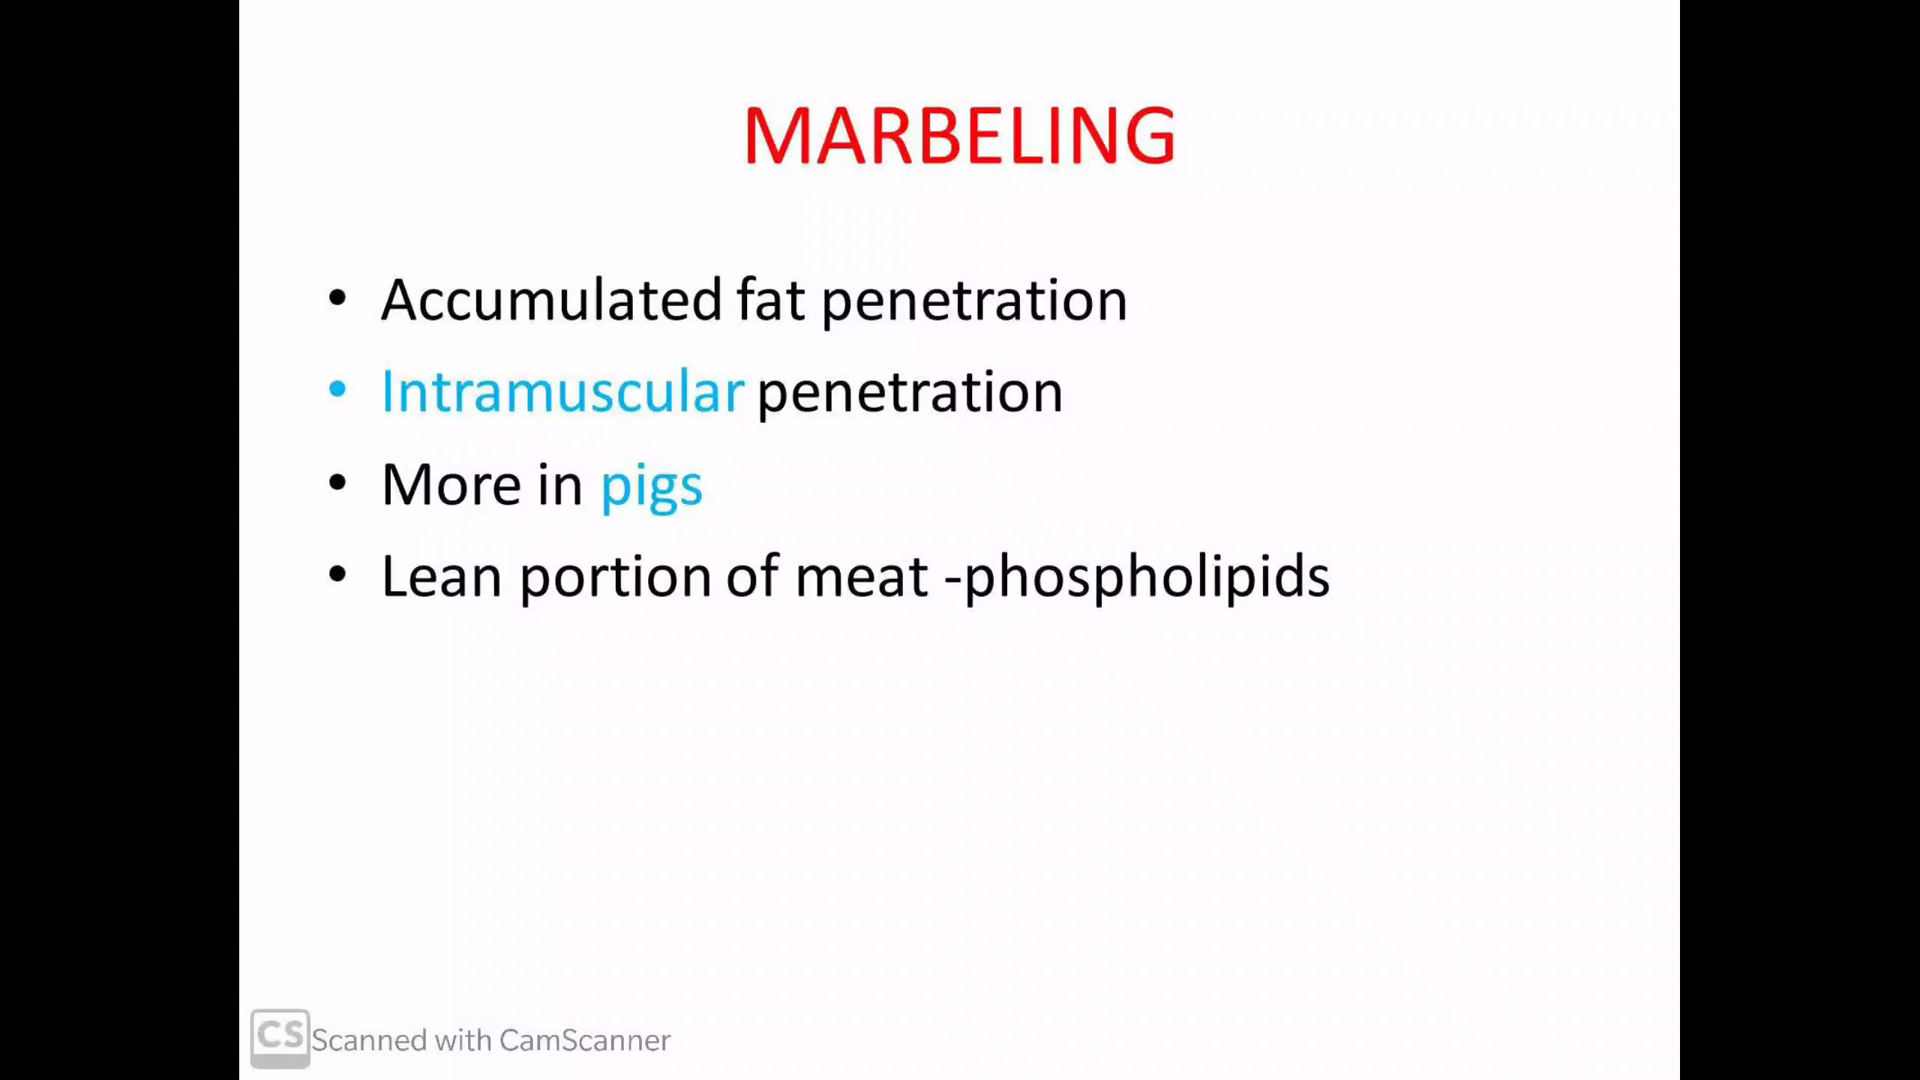 MARBELING
• Accumulated fat penetration
• Intramuscular penetration
• More in pigs
• Lean portion of meat -phospholipids
CS Scanned with CamScanner